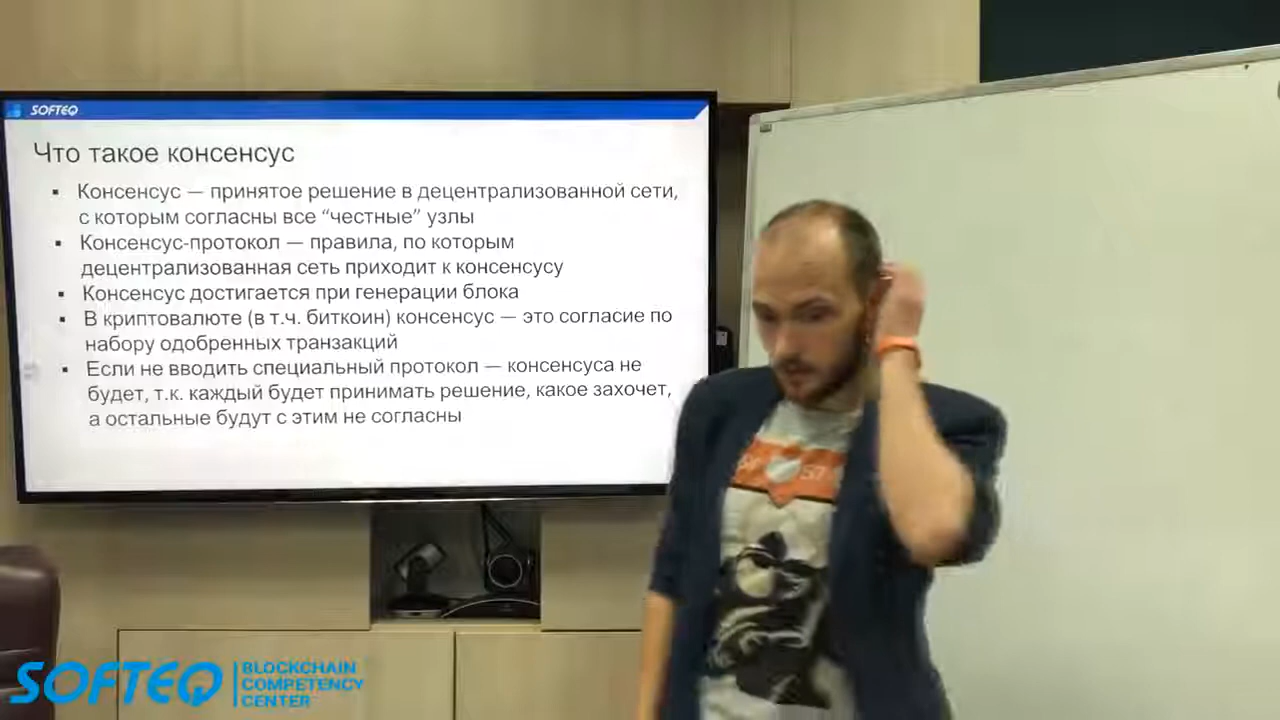 SOFTEQ
Что такое консенсус
Консенсус — принятое решение в децентрализованной сети,
с которым согласны все “честные” узлы
Консенсус-протокол — правила, по которым
децентрализованная сеть приходит к консенсусу
Консенсус достигается при генерации блока
В криптовалюте (в т.ч. биткоин) консенсус — это согласие по
набору одобренных транзакций
Если не вводить специальный протокол — консенсуса не
будет, т.к. каждый будет принимать решение, какое захочет,
а остальные будут с этим не согласны
57
SOFTEQ
BLOCKCHAIN
COMPETENCY
CENTER